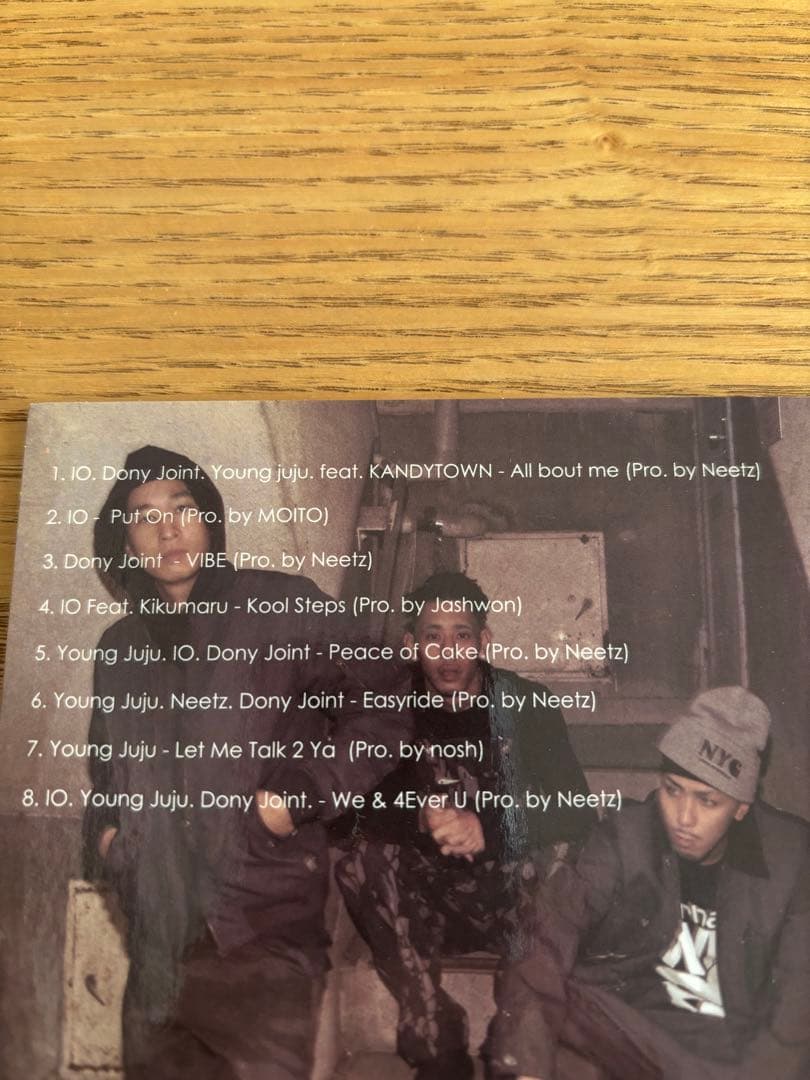 1. IO. Dony Joint. Young juju. feat. KANDYTOWN - All bout me (Pro. by Neetz)
2. IO - Put On (Pro. by MOITO)
3. Dony Joint - VIBE (Pro. by Neetz)
4. IO Feat. Kikumaru - Kool Steps (Pro. by Jashwon)
5. Young Juju. IO. Dony Joint - Peace of Cake (Pro. by Neetz)
6. Young Juju. Neetz. Dony Joint - Easyride (Pro. by Neetz)
7. Young Juju - Let Me Talk 2 Ya (Pro. by nosh)
8. IO. Young Juju. Dony Joint. - We & 4Ever U (Pro. by Neetz)
NYC